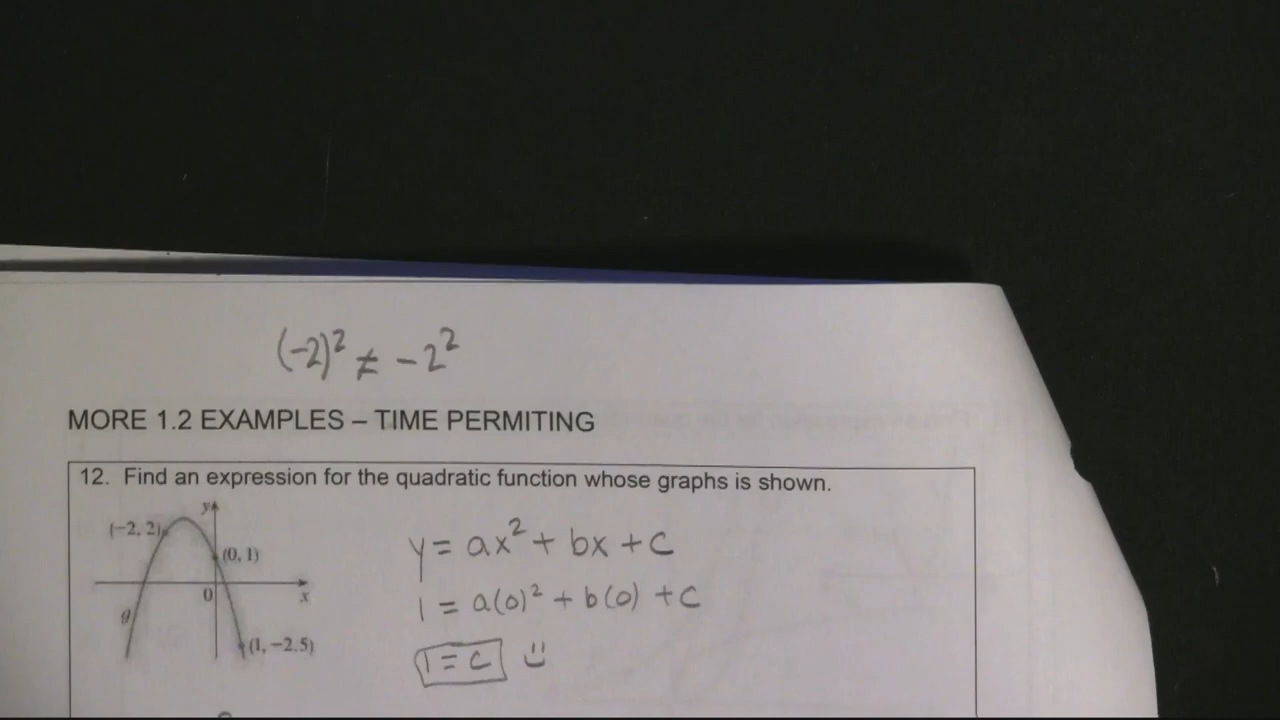 (-2)² ≠ -2²
MORE 1.2 EXAMPLES – TIME PERMITING
12. Find an expression for the quadratic function whose graphs is shown.
y
(-2, 2)
(0, 1)
0
x
g
(1, -2.5)
y = ax² + bx + c
1 = a(0)² + b(0) + c
1 = c